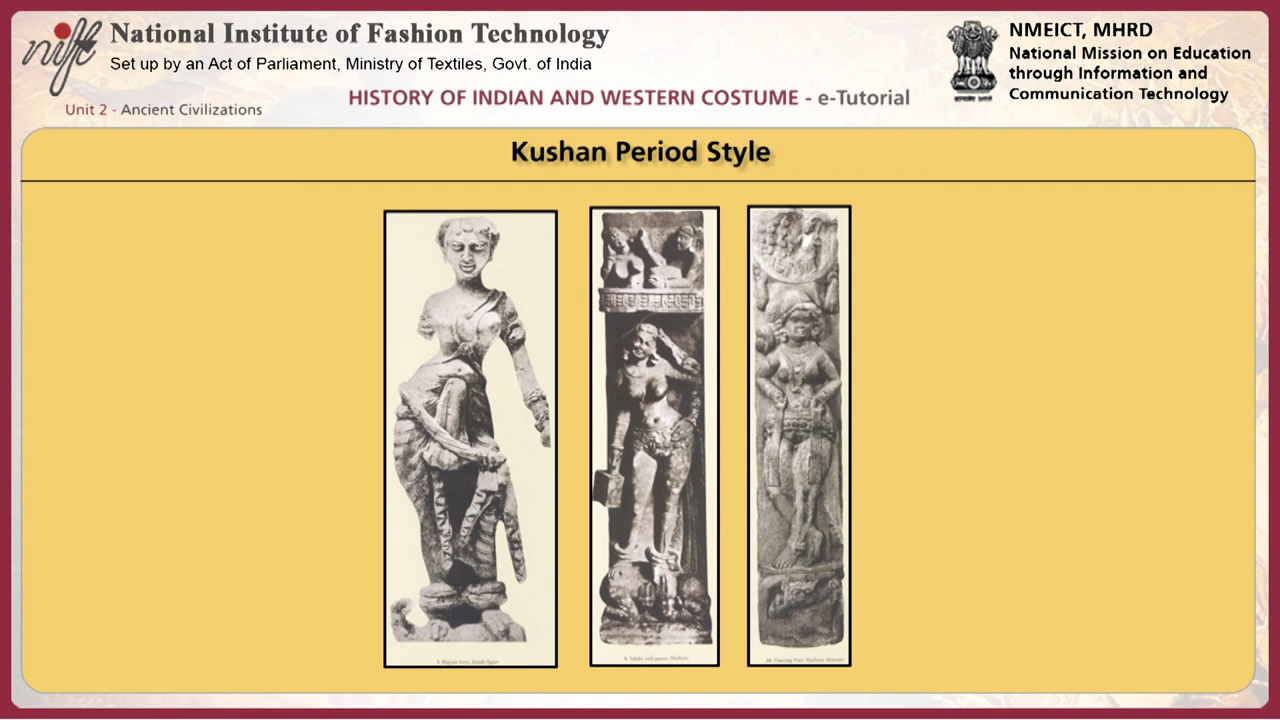 nift
National Institute of Fashion Technology
Set up by an Act of Parliament, Ministry of Textiles, Govt. of India
NMEICT, MHRD
National Mission on Education
through Information and
Communication Technology
Unit 2 - Ancient Civilizations
HISTORY OF INDIAN AND WESTERN COSTUME - e-Tutorial
Kushan Period Style